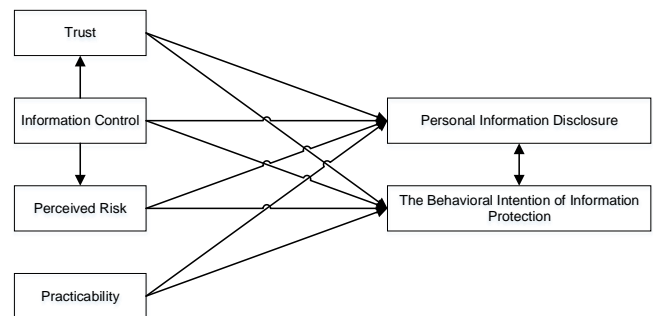 Trust
Information Control
Personal Information Disclosure
Perceived Risk
The Behavioral Intention of Information
Protection
Practicability